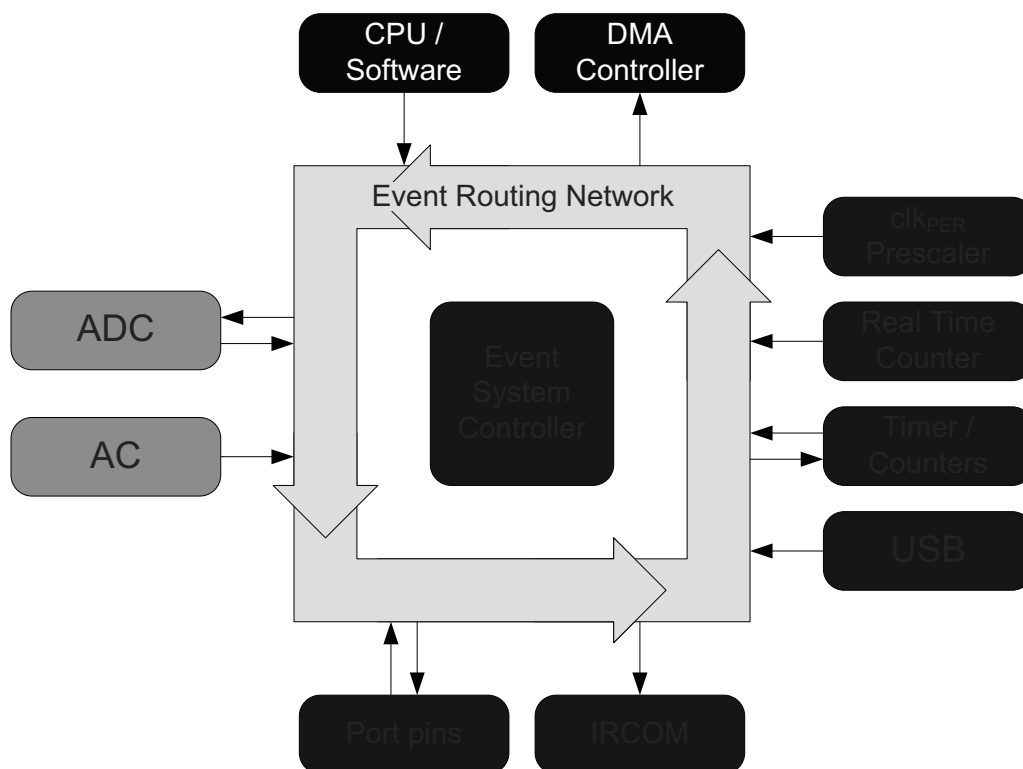 CPU /
Software
DMA
Controller
Event Routing Network
clkPER
Prescaler
ADC
Real Time
Counter
Event
System
Controller
AC
Timer /
Counters
USB
Port pins
IRCOM